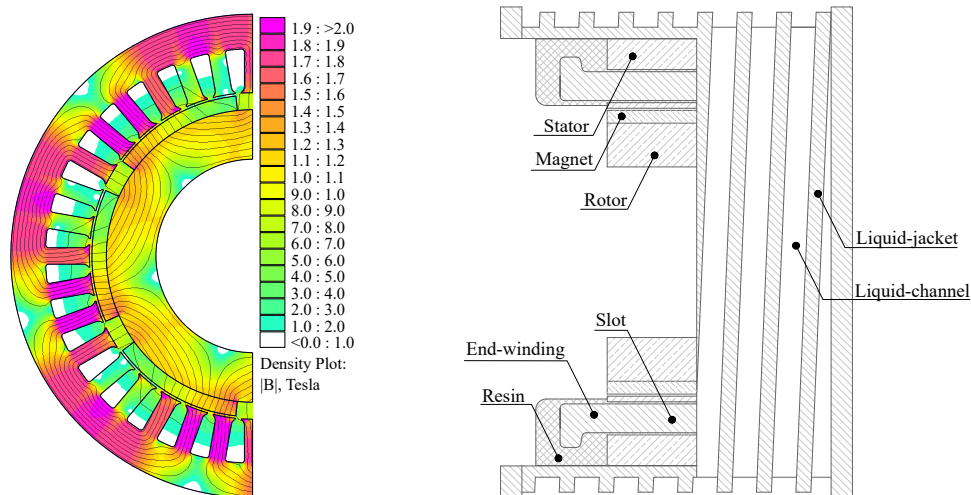 1.9 : >2.0
1.8 : 1.9
1.7 : 1.8
1.6 : 1.7
1.5 : 1.6
1.4 : 1.5
1.3 : 1.4
1.2 : 1.3
1.1 : 1.2
1.0 : 1.1
9.0 : 1.0
8.0 : 9.0
7.0 : 8.0
6.0 : 7.0
5.0 : 6.0
4.0 : 5.0
3.0 : 4.0
2.0 : 3.0
1.0 : 2.0
<0.0 : 1.0
Density Plot:
|B|, Tesla
Stator
Magnet
Rotor
Liquid-jacket
Liquid-channel
Slot
End-winding
Resin